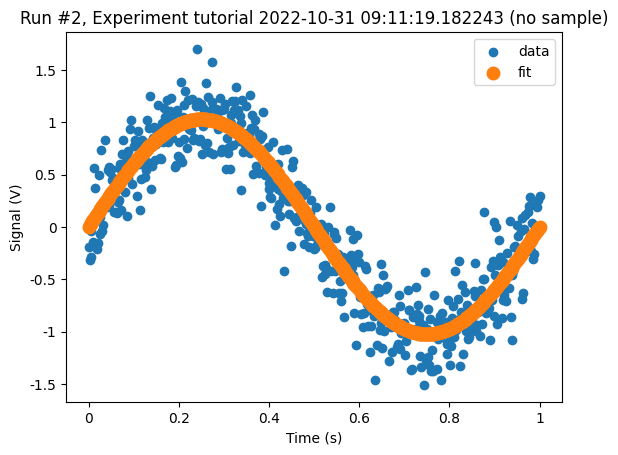 Run #2, Experiment tutorial 2022-10-31 09:11:19.182243 (no sample)
data
fit
Signal (V)
1.5
1
0.5
0
-0.5
-1
-1.5
0 0.2 0.4 0.6 0.8 1
Time (s)